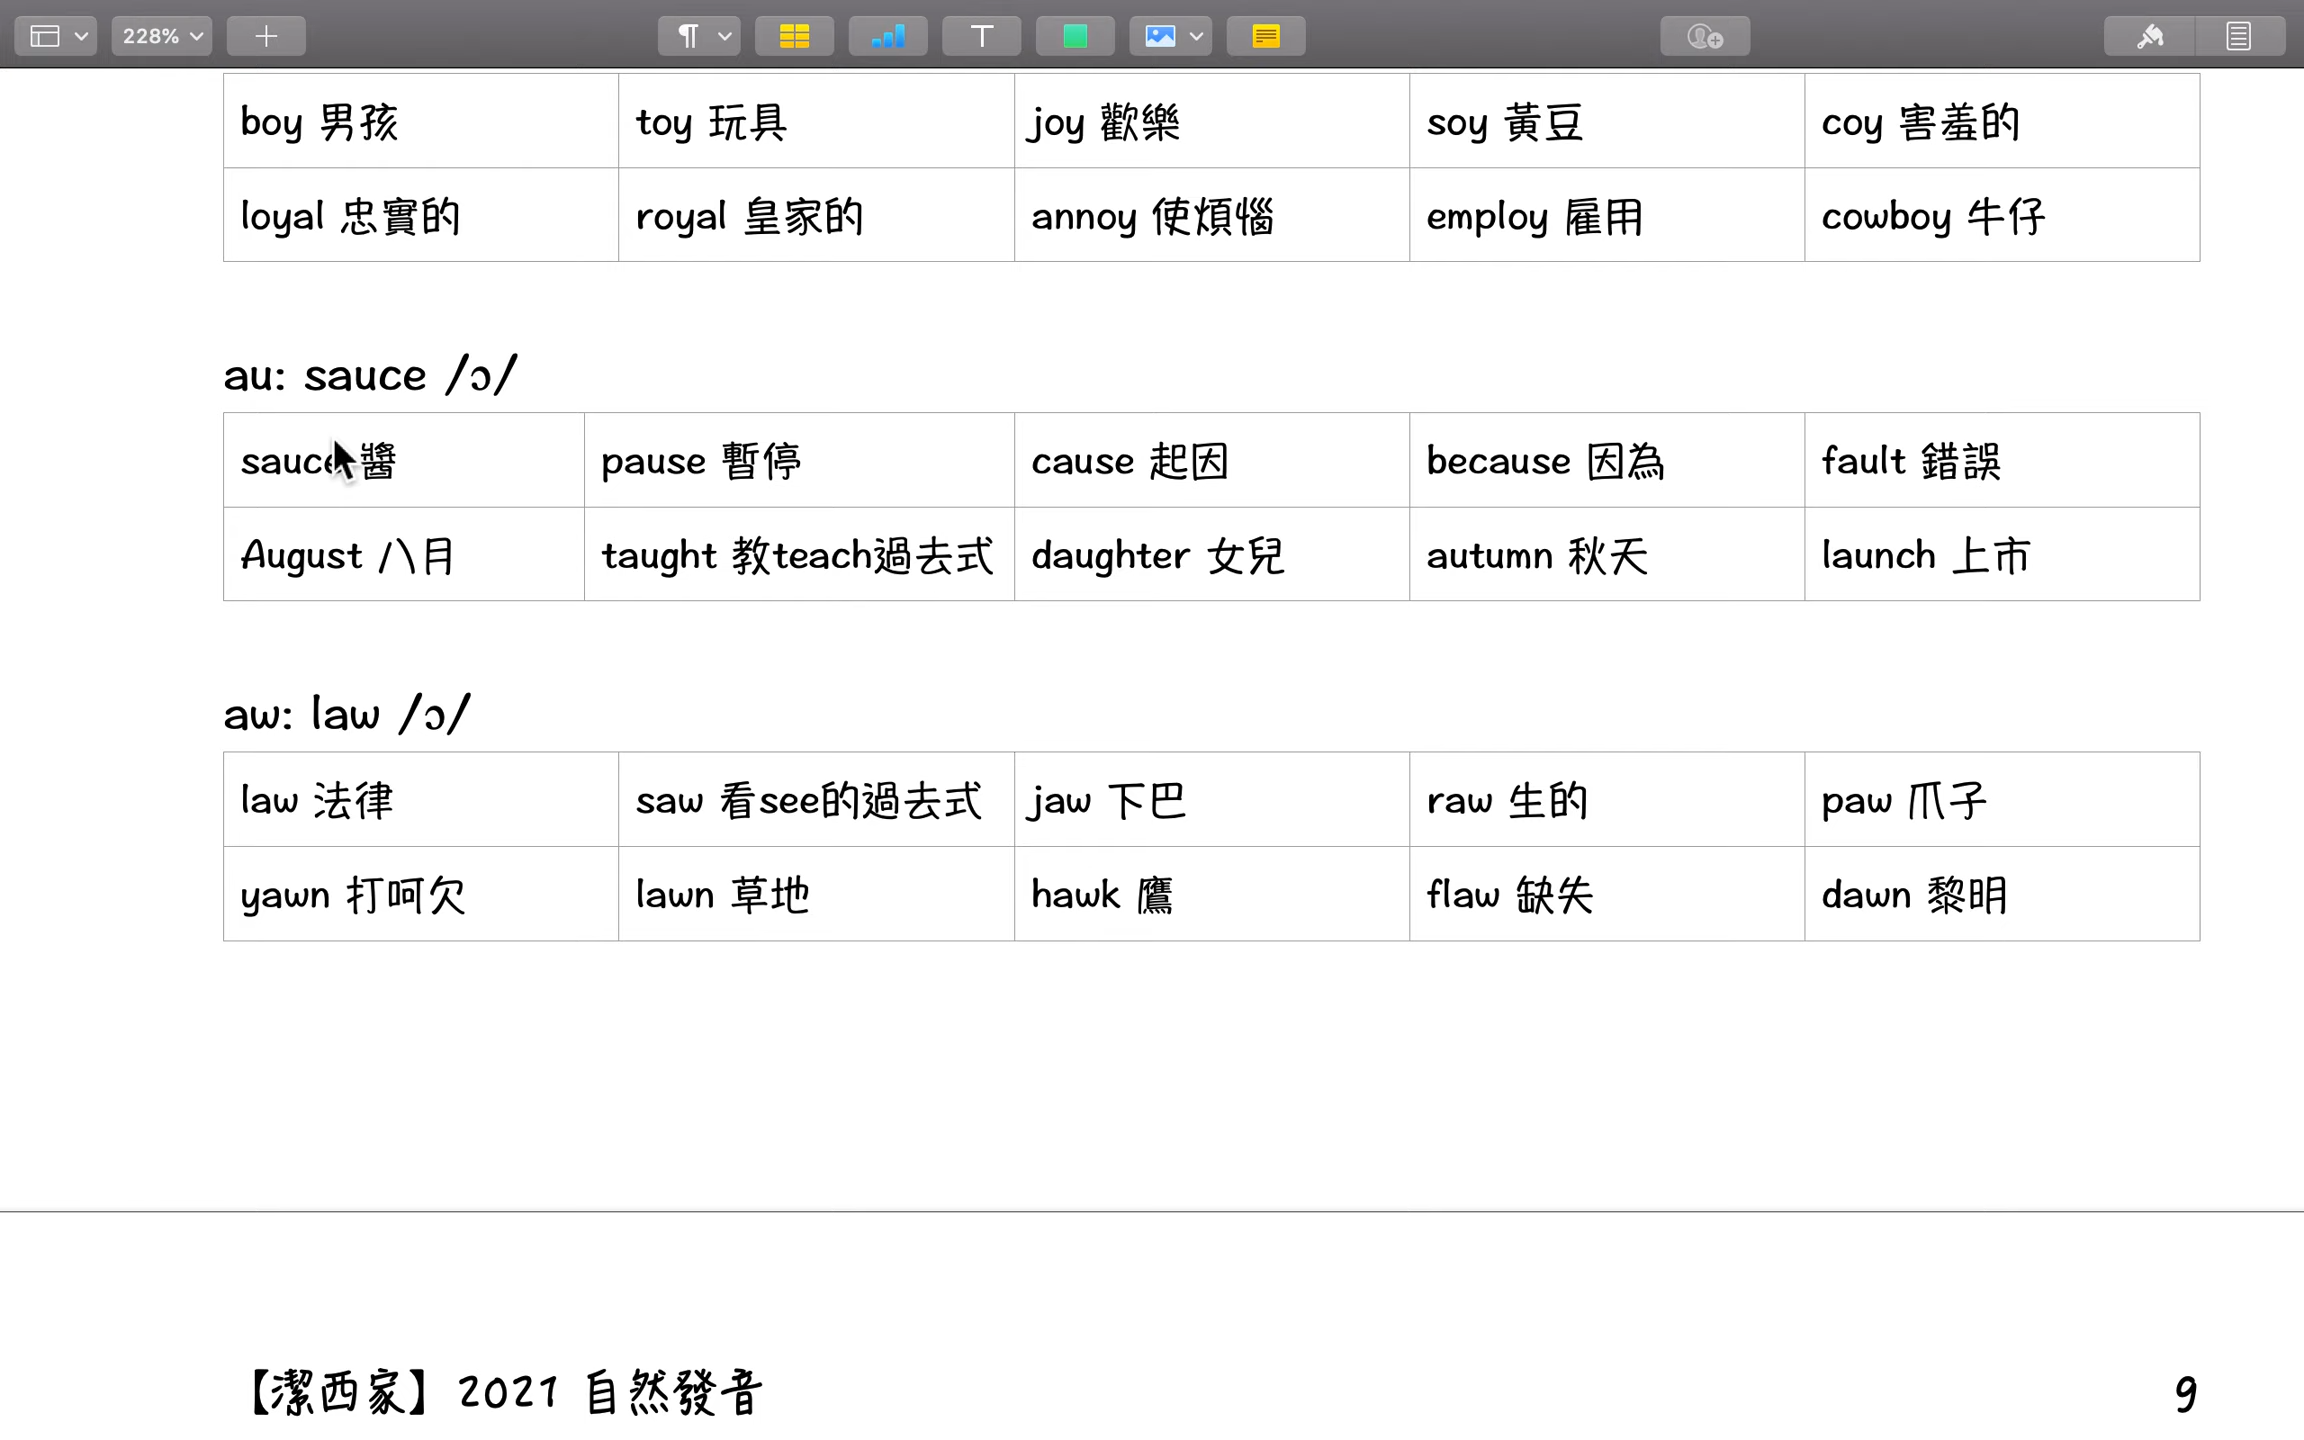 228%
boy 男孩 toy 玩具 joy 歡樂 soy 黃豆 coy 害羞的
loyal 忠實的 royal 皇家的 annoy 使煩惱 employ 雇用 cowboy 牛仔
au: sauce /ɔ/
sauce 醬 pause 暫停 cause 起因 because 因為 fault 錯誤
August 八月 taught 教teach過去式 daughter 女兒 autumn 秋天 launch 上市
aw: law /ɔ/
law 法律 saw 看see的過去式 jaw 下巴 raw 生的 paw 爪子
yawn 打呵欠 lawn 草地 hawk 鷹 flaw 缺失 dawn 黎明
【潔西家】2021 自然發音 9